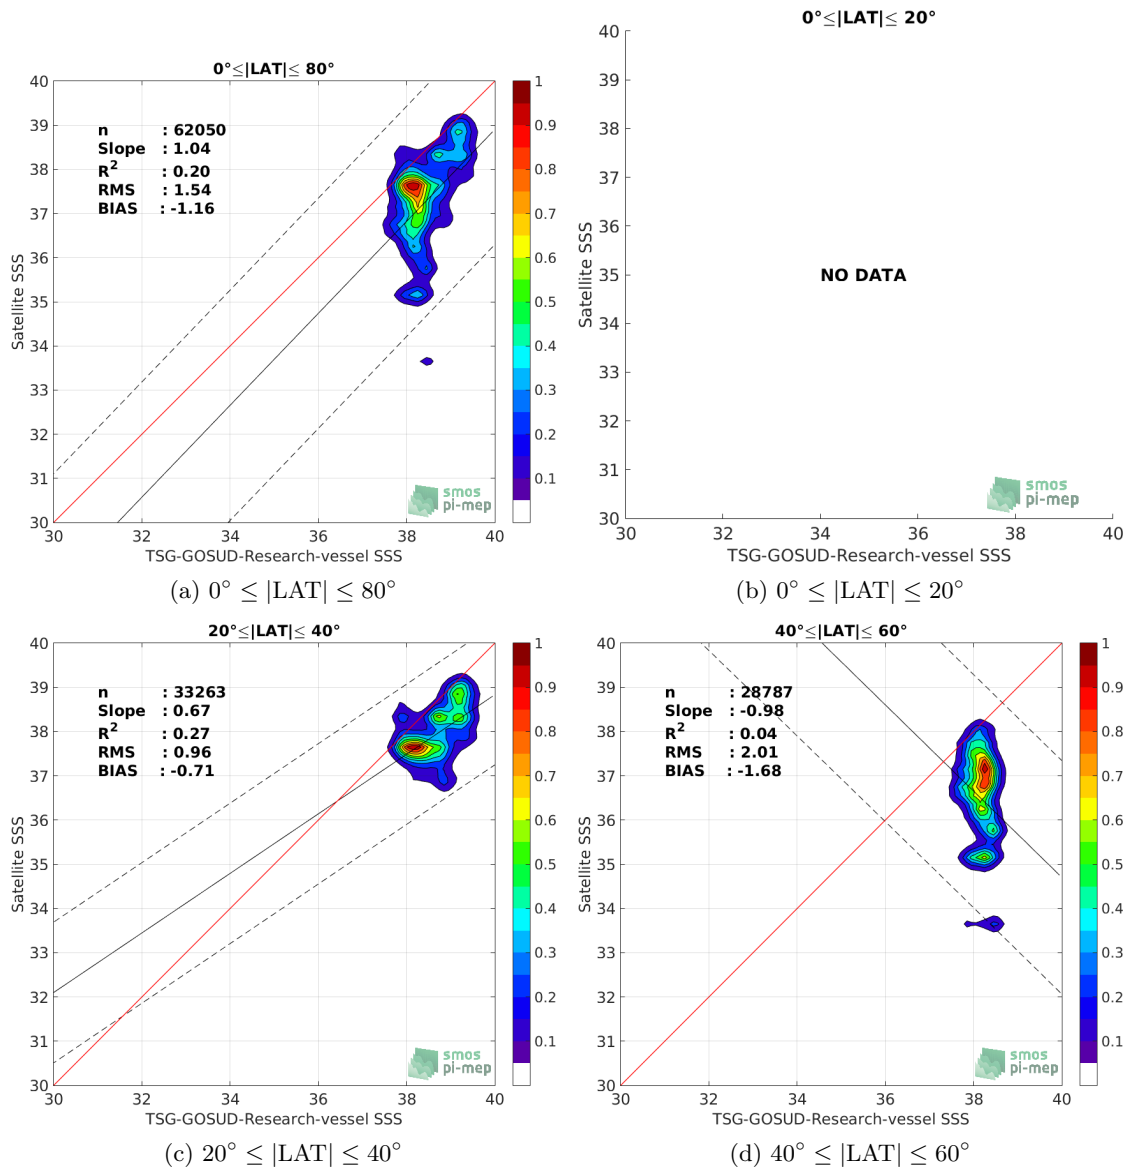 0°≤|LAT|≤ 80°
40
39
38
37
36
35
34
33
32
31
30
Satellite SSS
n : 62050
Slope : 1.04
R² : 0.20
RMS : 1.54
BIAS : -1.16
1
0.9
0.8
0.7
0.6
0.5
0.4
0.3
0.2
0.1
smos
pi-mep
30 32 34 36 38 40
TSG-GOSUD-Research-vessel SSS
(a) 0° ≤ |LAT| ≤ 80°
0°≤|LAT|≤ 20°
40
39
38
37
36
35
34
33
32
31
30
Satellite SSS
NO DATA
smos
pi-mep
30 32 34 36 38 40
TSG-GOSUD-Research-vessel SSS
(b) 0° ≤ |LAT| ≤ 20°
20°≤|LAT|≤ 40°
40
39
38
37
36
35
34
33
32
31
30
Satellite SSS
n : 33263
Slope : 0.67
R² : 0.27
RMS : 0.96
BIAS : -0.71
1
0.9
0.8
0.7
0.6
0.5
0.4
0.3
0.2
0.1
smos
pi-mep
30 32 34 36 38 40
TSG-GOSUD-Research-vessel SSS
(c) 20° ≤ |LAT| ≤ 40°
40°≤|LAT|≤ 60°
40
39
38
37
36
35
34
33
32
31
30
Satellite SSS
n : 28787
Slope : -0.98
R² : 0.04
RMS : 2.01
BIAS : -1.68
1
0.9
0.8
0.7
0.6
0.5
0.4
0.3
0.2
0.1
smos
pi-mep
30 32 34 36 38 40
TSG-GOSUD-Research-vessel SSS
(d) 40° ≤ |LAT| ≤ 60°